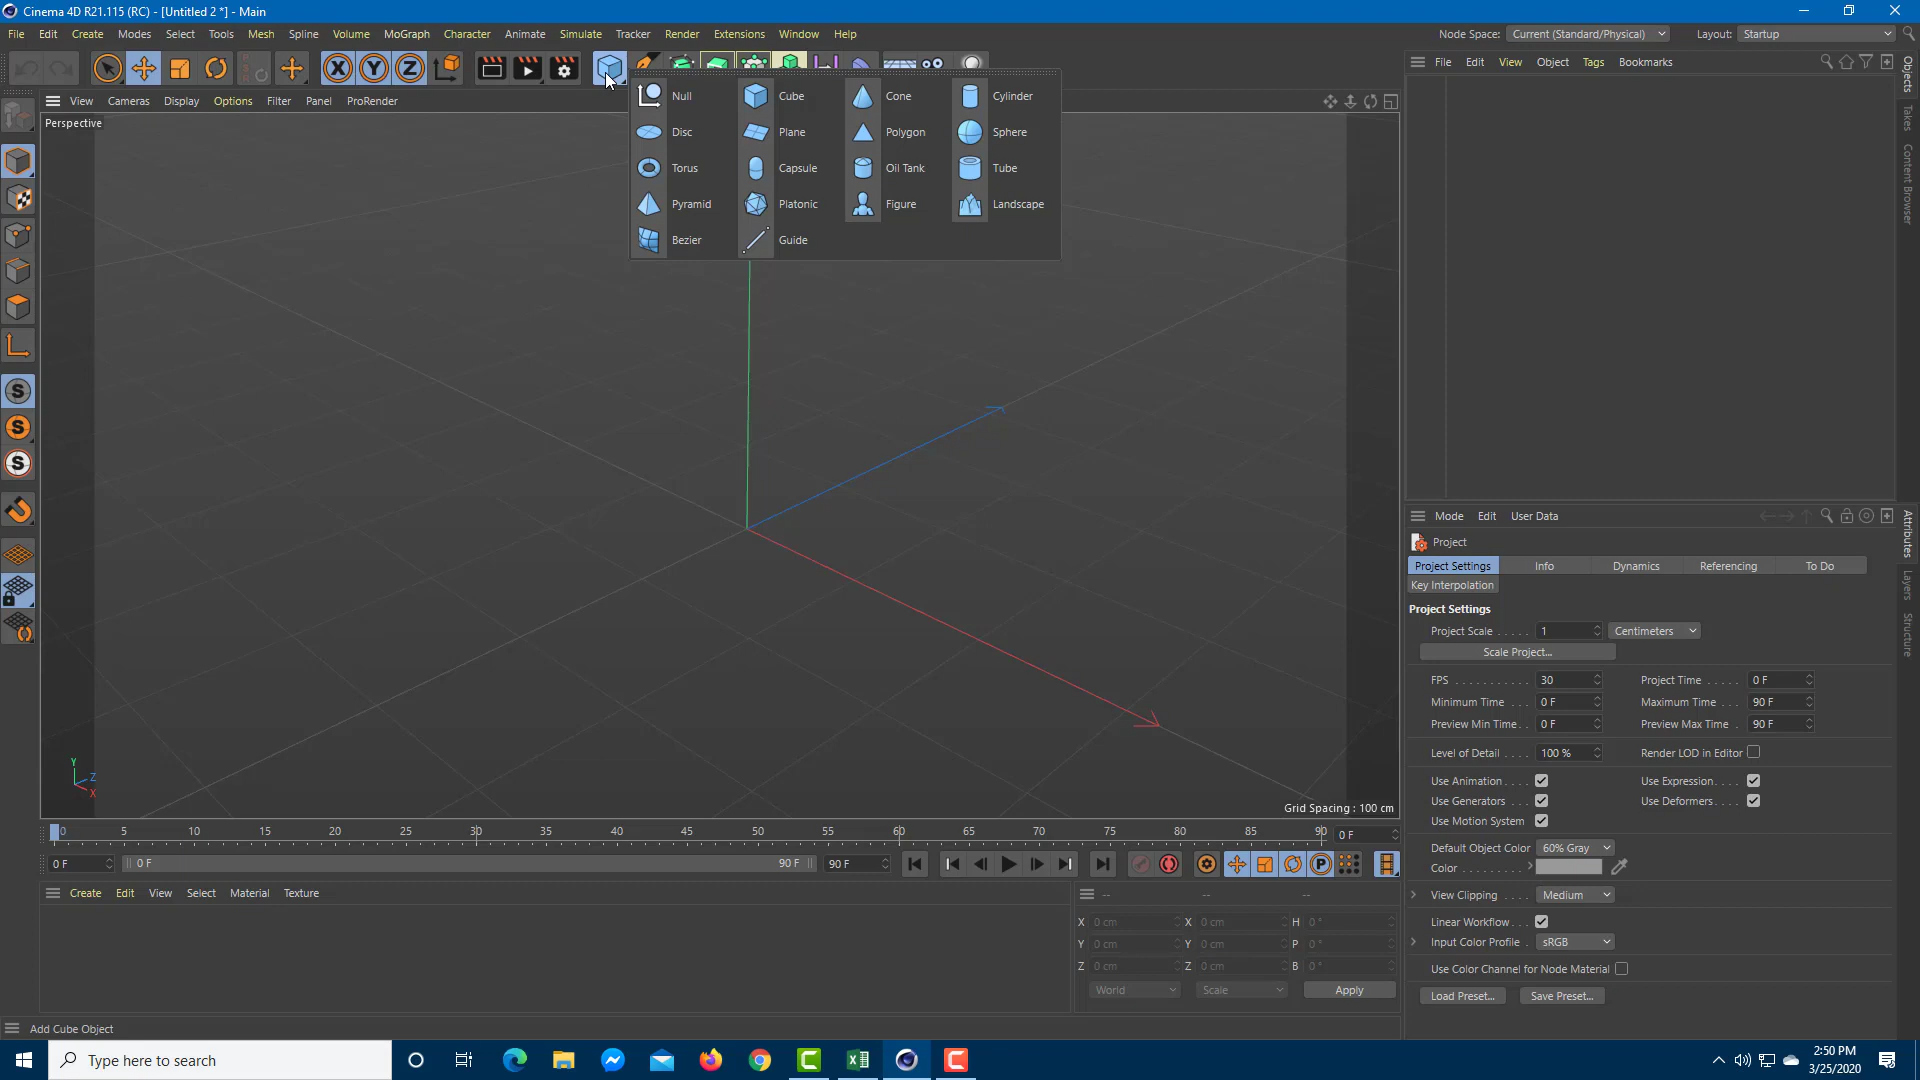 Cinema 4D R21.115 (RC) - [Untitled 2 *] - Main
File Edit Create Modes Select Tools Mesh Spline Volume MoGraph Character Animate Simulate Tracker Render Extensions Window Help Node Space: Current (Standard/Physical) Layout: Startup
X Y Z
File Edit View Object Tags Bookmarks
View Cameras Display Options Filter Panel ProRender
Perspective
Null Cube Cone Cylinder
Disc Plane Polygon Sphere
Torus Capsule Oil Tank Tube
Pyramid Platonic Figure Landscape
Bezier Guide
Objects
Takes
Content Browser
S
S
S
Y
Z
X
Grid Spacing : 100 cm
Mode Edit User Data
Project
Project Settings Info Dynamics Referencing To Do
Key Interpolation
Project Settings
Project Scale . . . . . 1 Centimeters
Scale Project...
FPS . . . . . . . . . . . 30 Project Time . . . . . 0 F
Minimum Time . . . 0 F Maximum Time . . . 90 F
Preview Min Time . . 0 F Preview Max Time . 90 F
Level of Detail . . . . 100 % Render LOD in Editor
Use Animation . . . . Use Expression. . . .
Use Generators . . . Use Deformers. . . .
Use Motion System
Default Object Color 60% Gray
Color . . . . . . . . .
View Clipping . . . . Medium
Linear Workflow . . .
Input Color Profile . sRGB
Use Color Channel for Node Material
Load Preset... Save Preset...
Attributes
Layers
Structure
0 5 10 15 20 25 30 35 40 45 50 55 60 65 70 75 80 85 90 0 F
0 F 0 F 90 F 90 F P
Create Edit View Select Material Texture
-- -- --
X 0 cm X 0 cm H 0 °
Y 0 cm Y 0 cm P 0 °
Z 0 cm Z 0 cm B 0 °
World Scale Apply
Add Cube Object
Type here to search
2:50 PM
3/25/2020